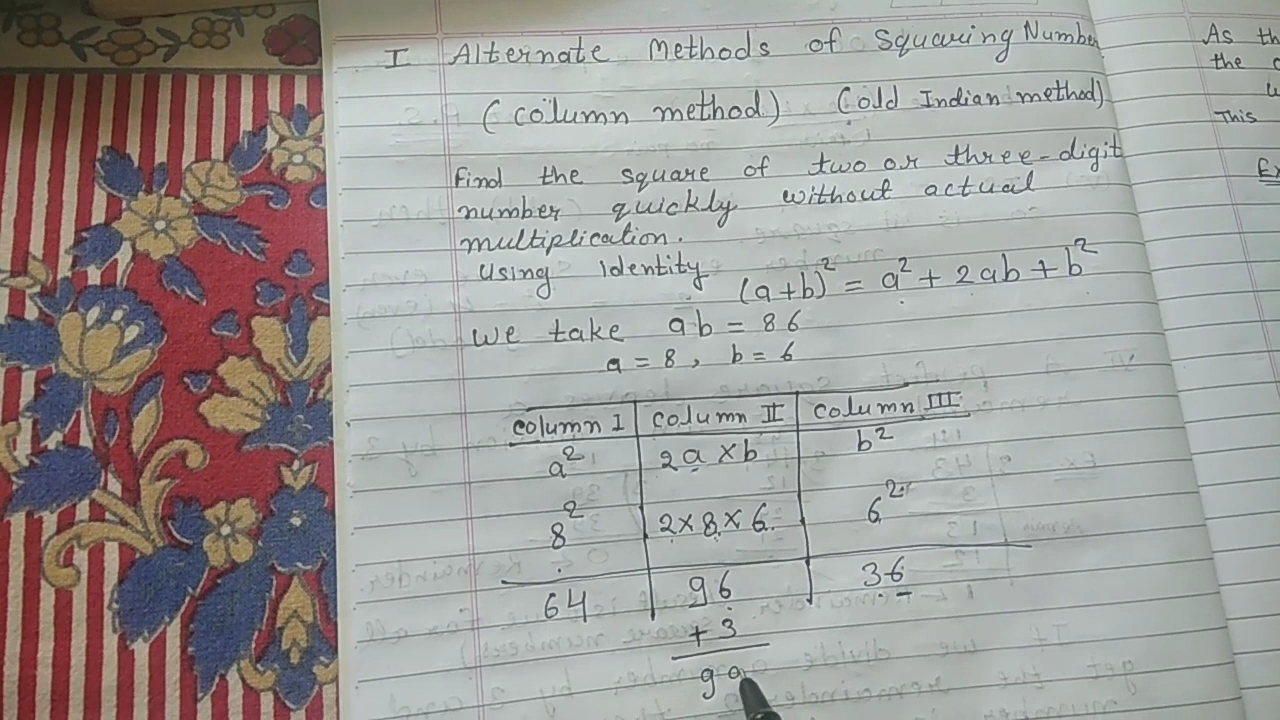 I Alternate Methods of Squaring Number
(column method) (old Indian method)
Find the square of two or three-digit
number quickly without actual
multiplication.
Using Identity (a+b)² = a² + 2ab + b²
We take ab = 86
a = 8, b = 6
column I column II column III
a² 2a×b b²
8² 2×8×6 6²
64 96 36
+3
99
As th
the
This
Ex